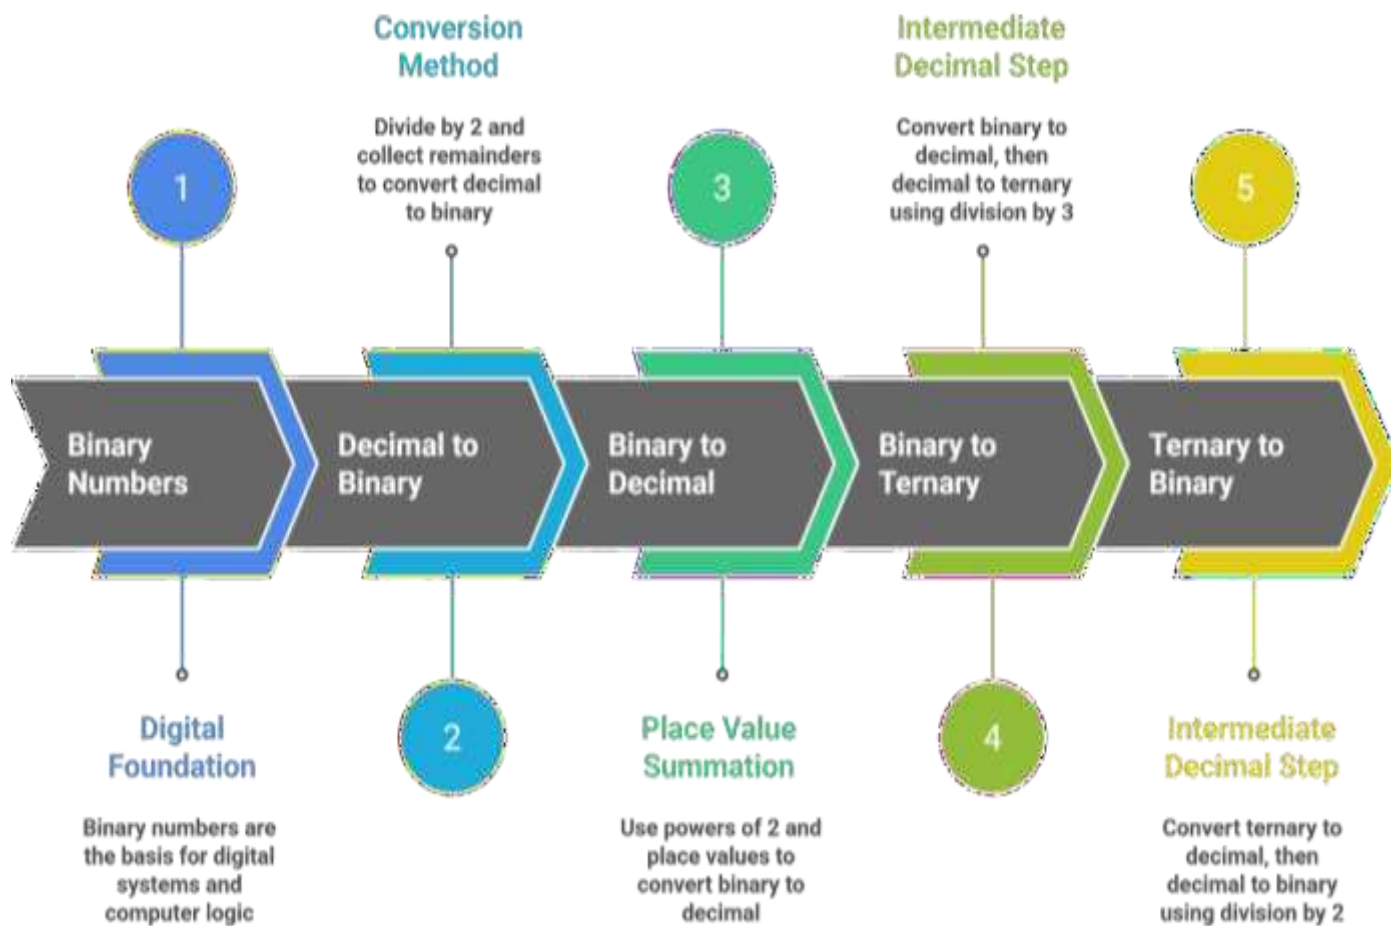 1
Binary
Numbers
Digital
Foundation
Binary numbers are
the basis for digital
systems and
computer logic
Conversion
Method
Divide by 2 and
collect remainders
to convert decimal
to binary
Decimal to
Binary
2
3
Binary to
Decimal
Place Value
Summation
Use powers of 2 and
place values to
convert binary to
decimal
Intermediate
Decimal Step
Convert binary to
decimal, then
decimal to ternary
using division by 3
Binary to
Ternary
4
5
Ternary to
Binary
Intermediate
Decimal Step
Convert ternary to
decimal, then
decimal to binary
using division by 2